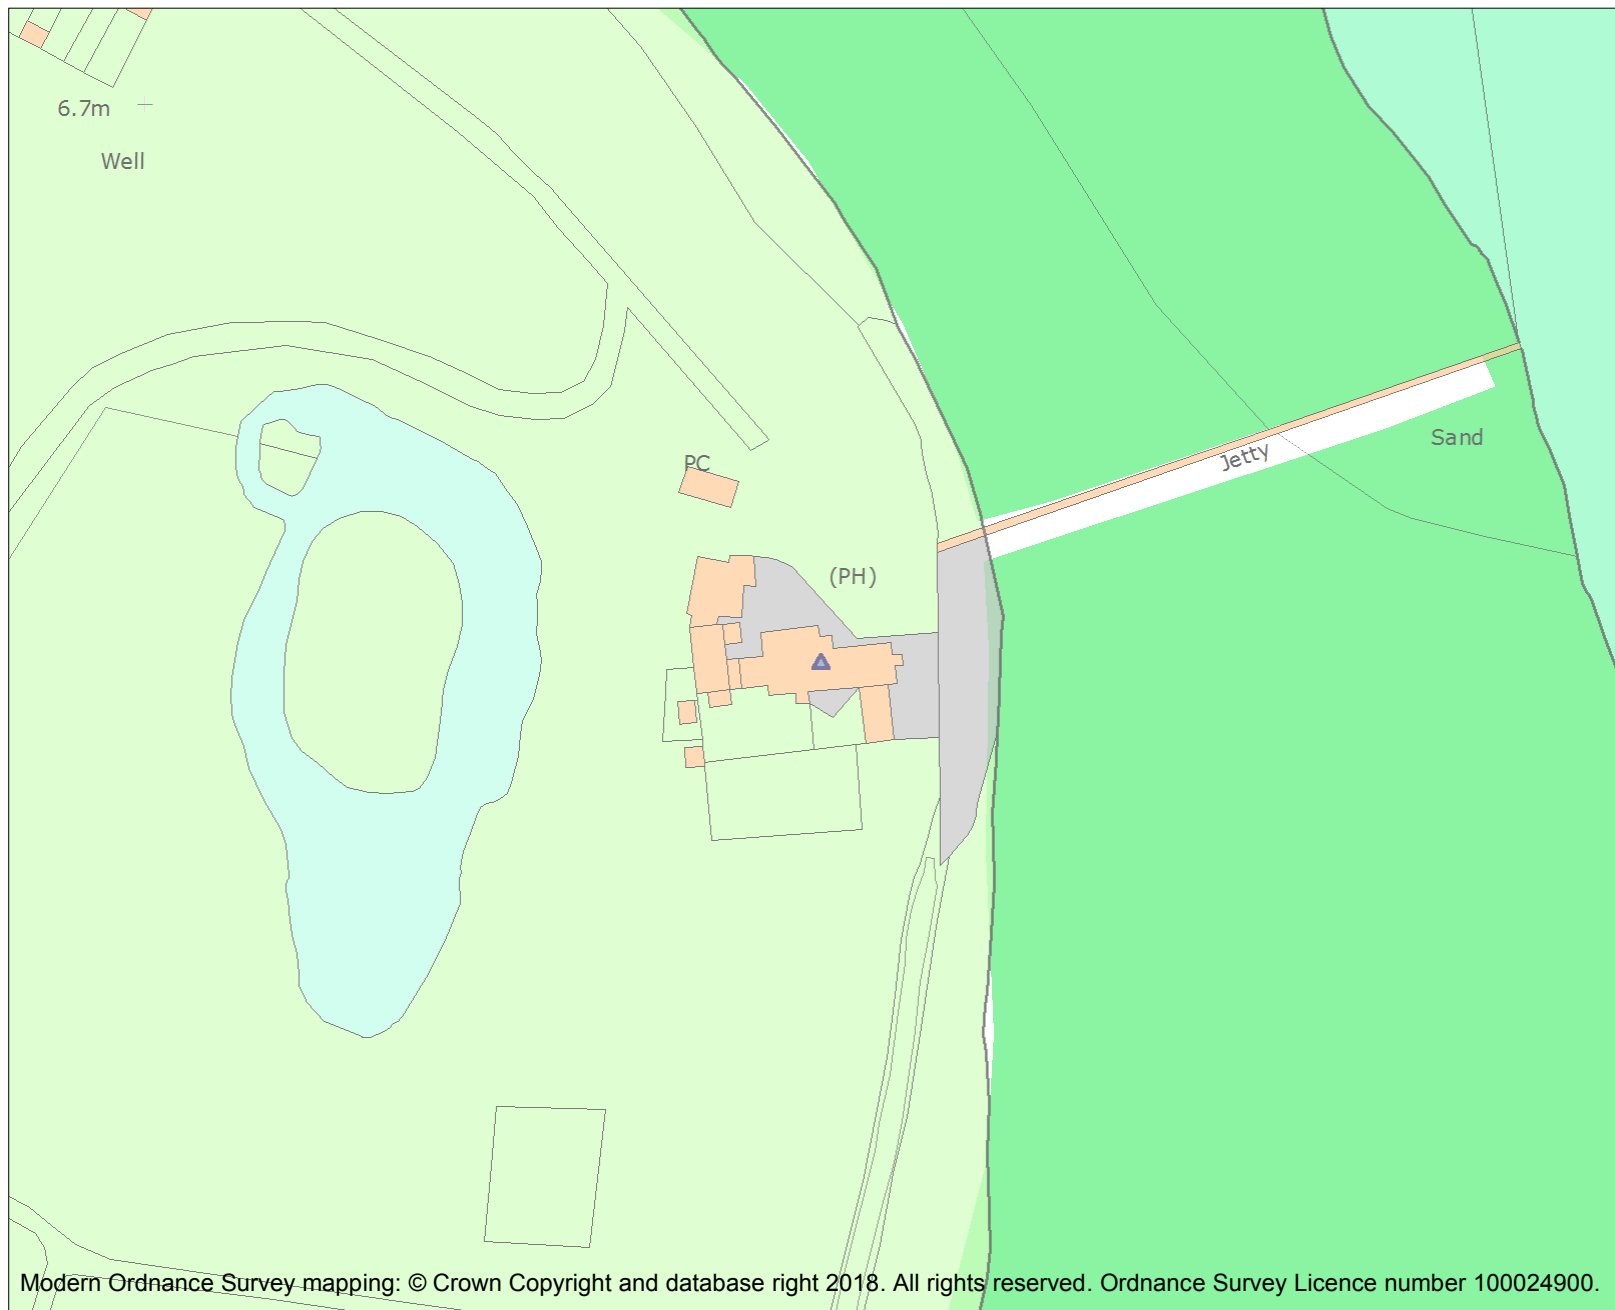 6.7m
Well
PC
Jetty
Sand
(PH)
Modern Ordnance Survey mapping: © Crown Copyright and database right 2018. All rights reserved. Ordnance Survey Licence number 100024900.